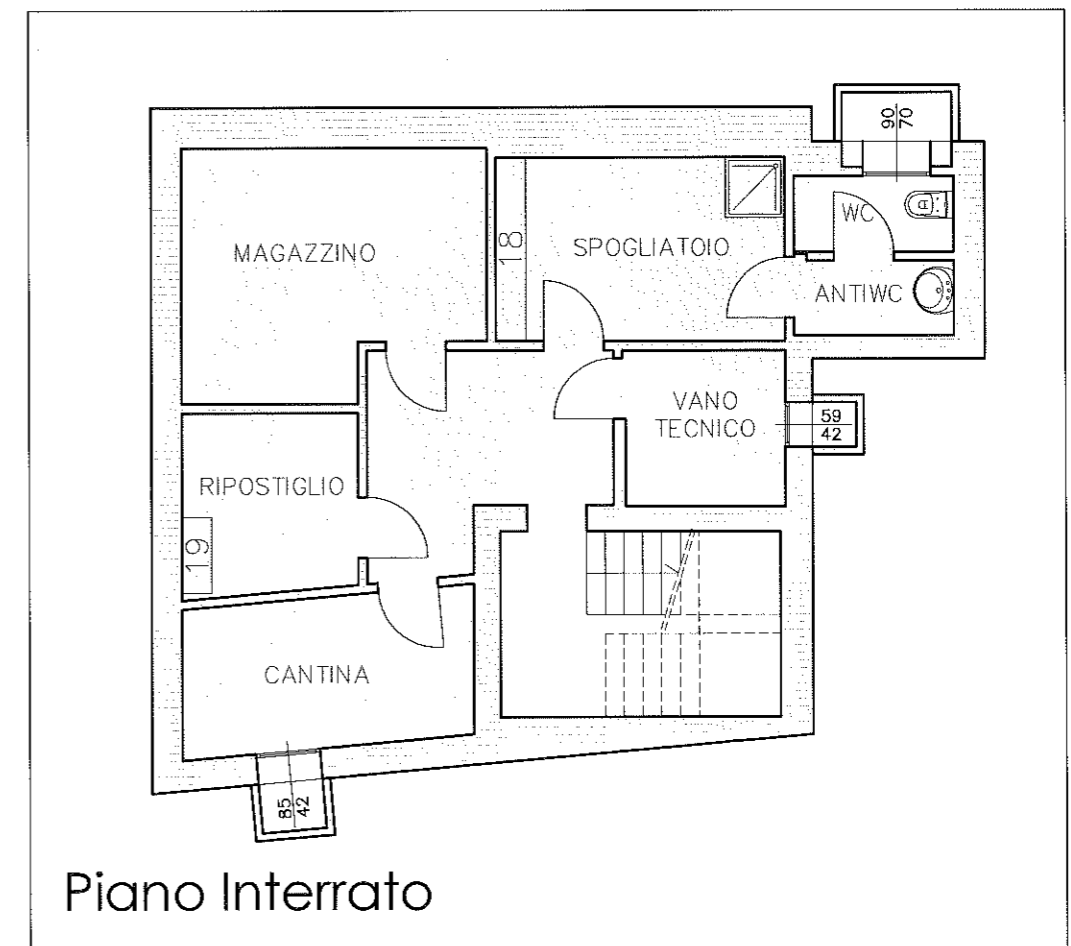 90
70
WC
MAGAZZINO
18
SPOGLIATOIO
ANTIWC
VANO
TECNICO
59
42
RIPOSTIGLIO
19
CANTINA
85
42
Piano Interrato